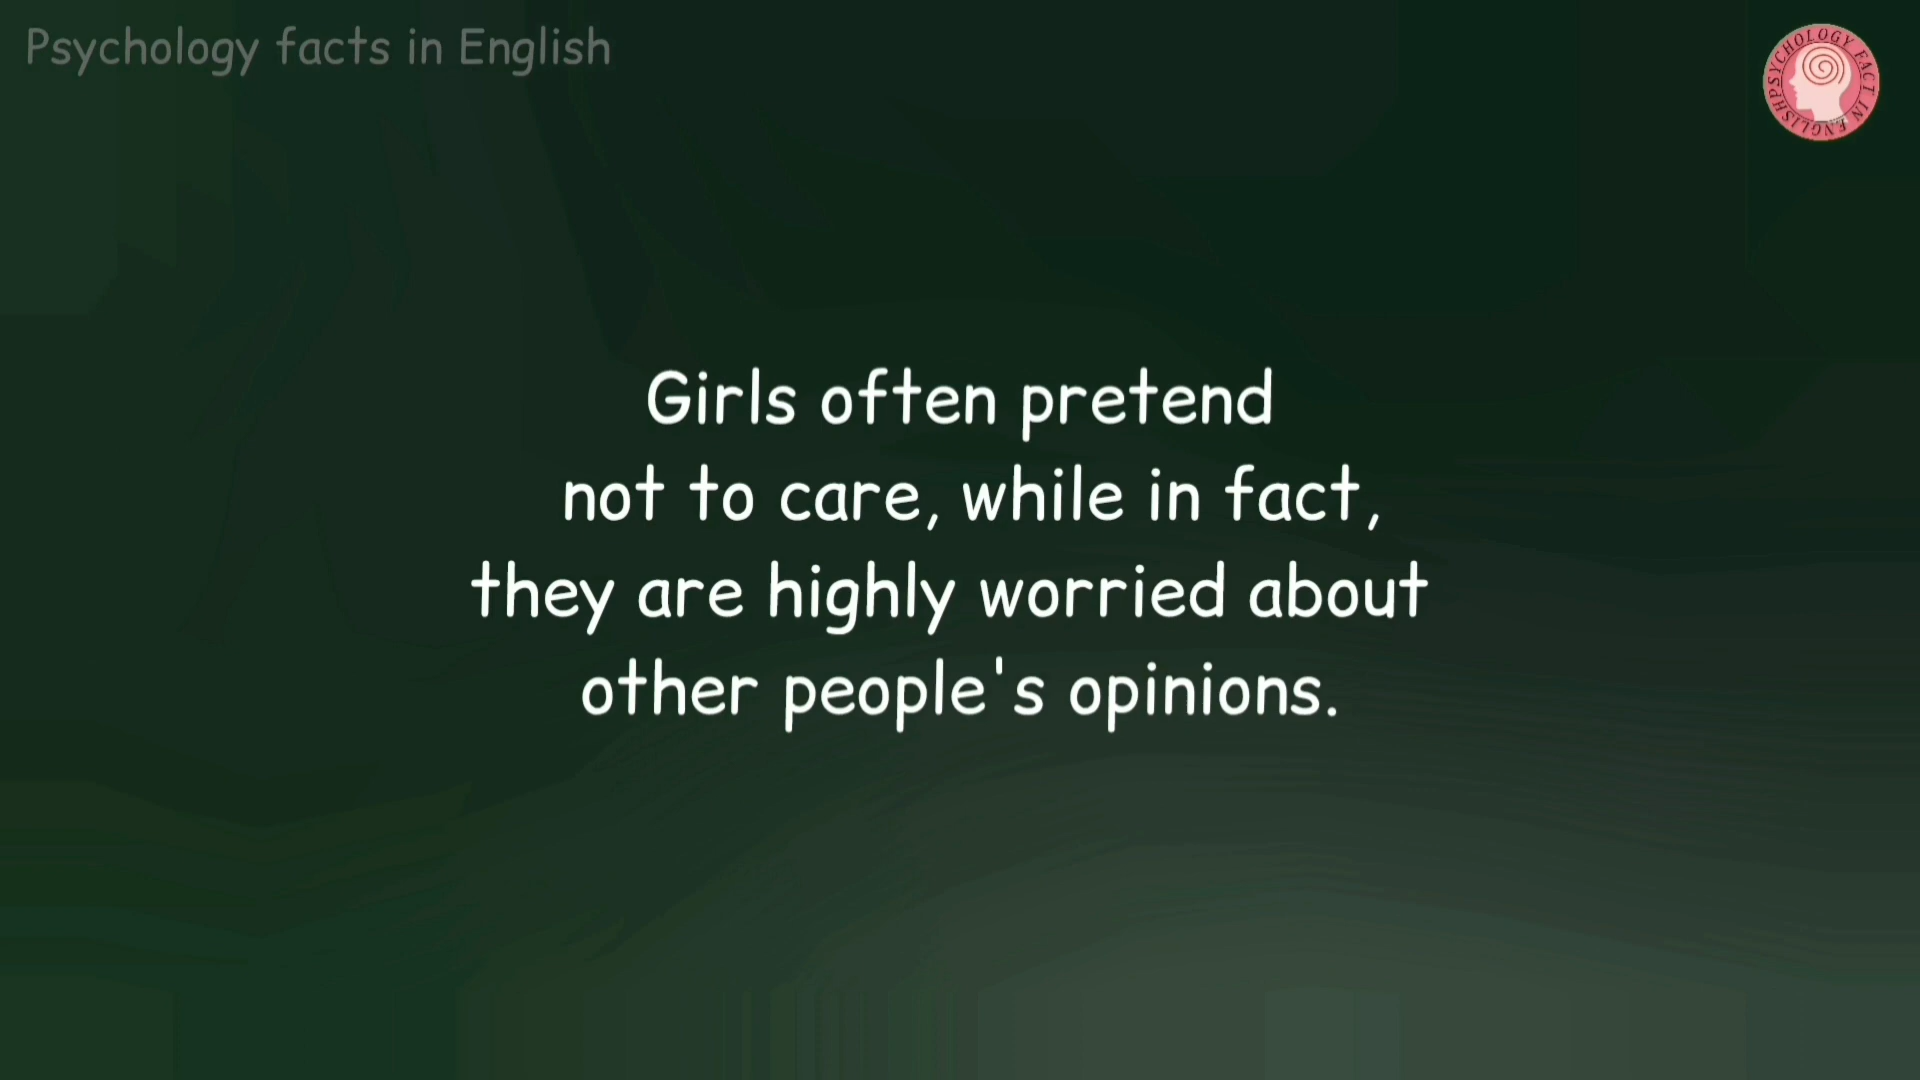 Psychology facts in English
PSYCHOLOGY FACT IN ENGLISH
Girls often pretend
not to care, while in fact,
they are highly worried about
other people's opinions.